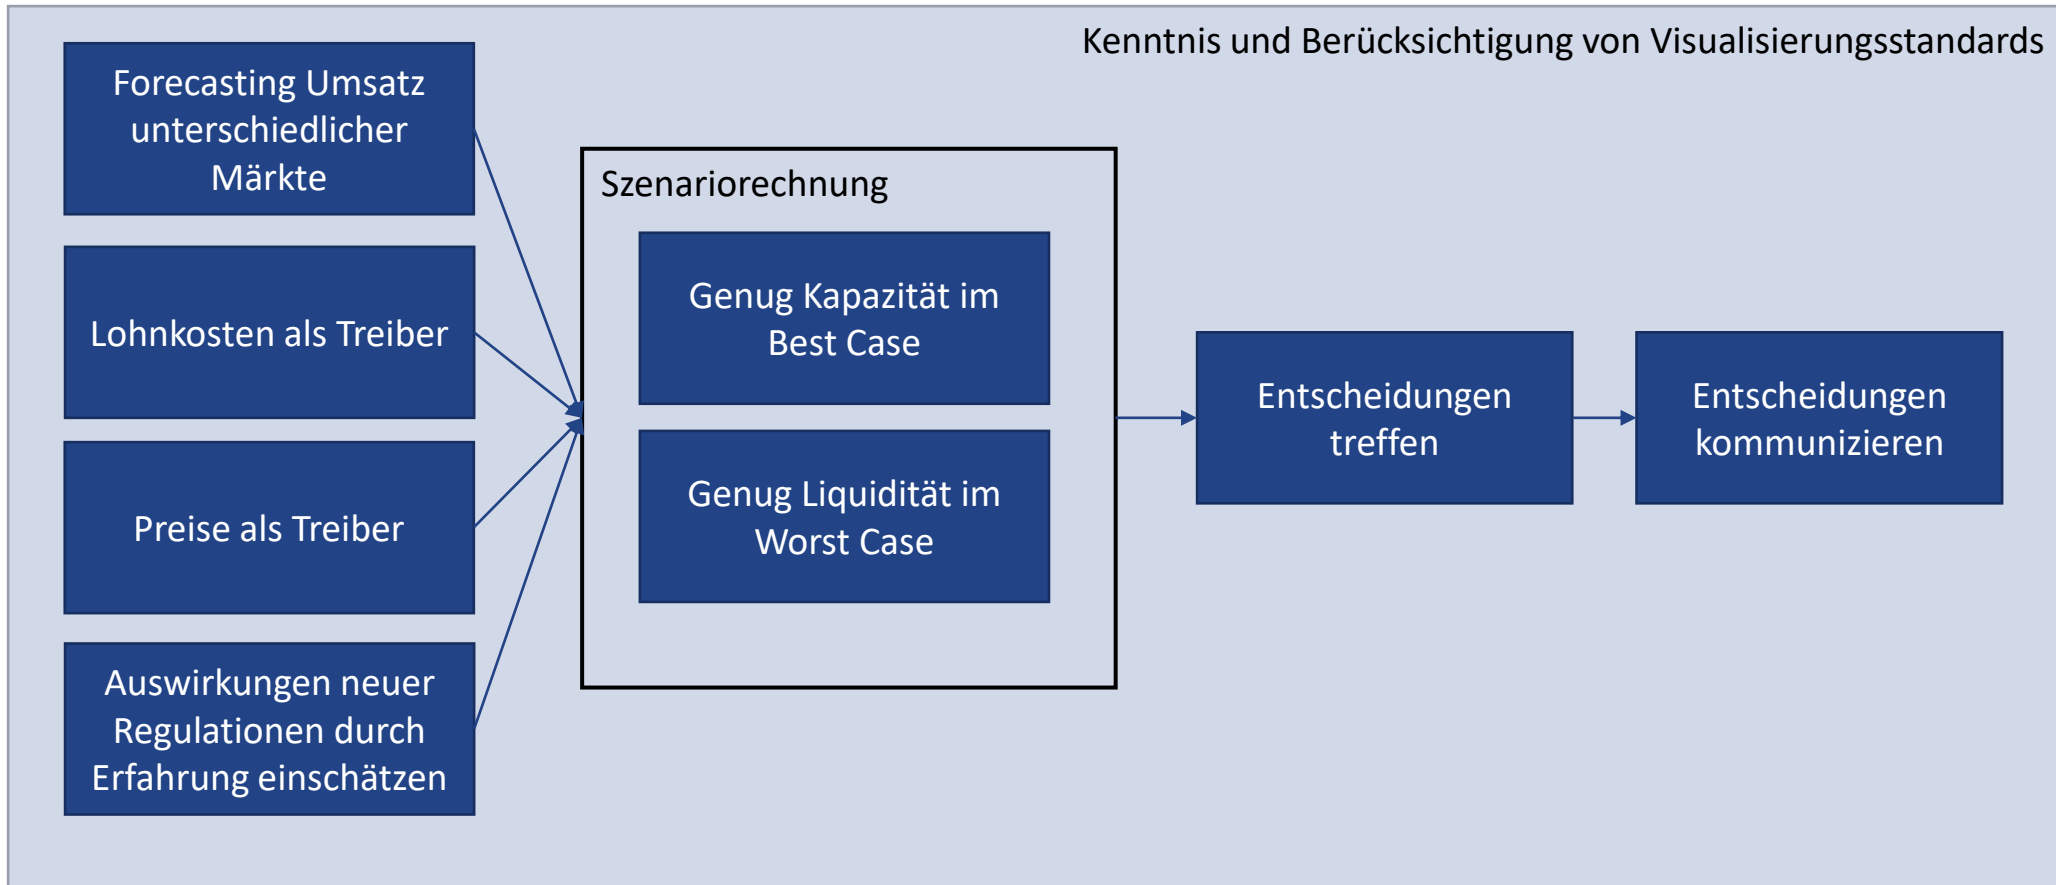 Kenntnis und Berücksichtigung von Visualisierungsstandards
Forecasting Umsatz
unterschiedlicher
Märkte
Lohnkosten als Treiber
Preise als Treiber
Auswirkungen neuer
Regulationen durch
Erfahrung einschätzen
Szenariorechnung
Genug Kapazität im
Best Case
Genug Liquidität im
Worst Case
Entscheidungen
treffen
Entscheidungen
kommunizieren